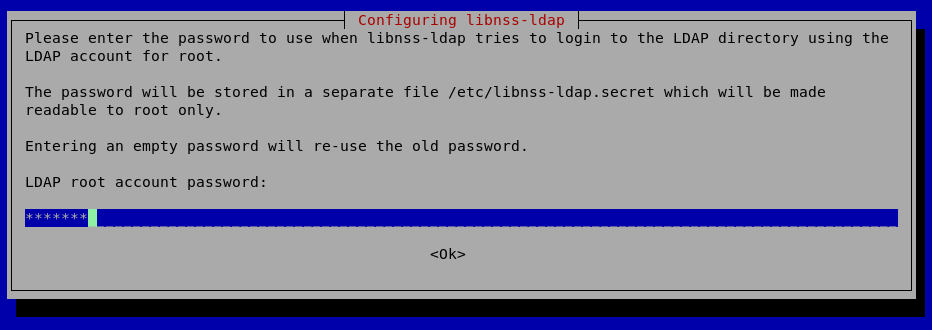 Configuring libnss-ldap
Please enter the password to use when libnss-ldap tries to login to the LDAP directory using the
LDAP account for root.
The password will be stored in a separate file /etc/libnss-ldap.secret which will be made
readable to root only.
Entering an empty password will re-use the old password.
LDAP root account password:
*******
<Ok>